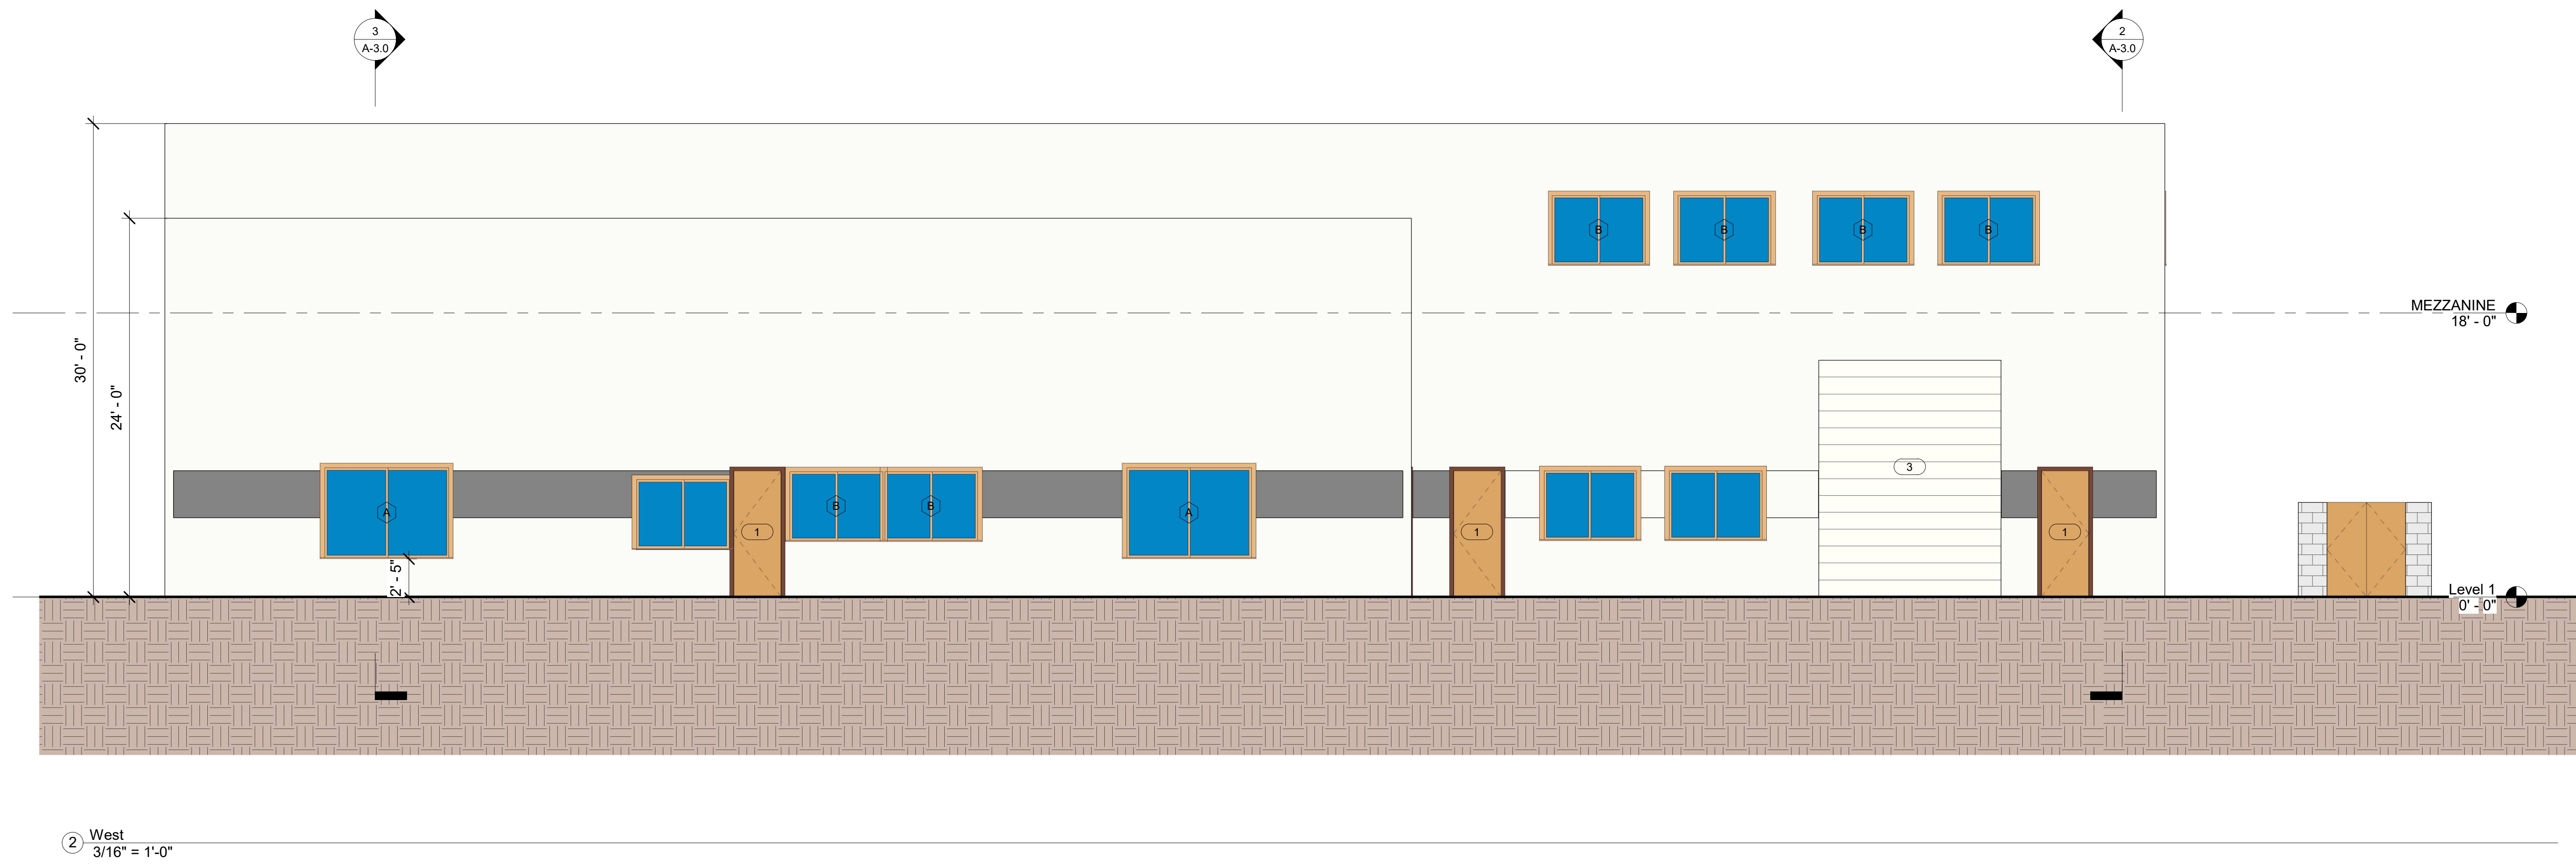 3
A-3.0
2
A-3.0
30' - 0"
24' - 0"
B
B
B
B
MEZZANINE
18' - 0"
3
A
B
B
A
1
1
1
2' - 5"
Level 1
0' - 0"
2
West
3/16" = 1'-0"